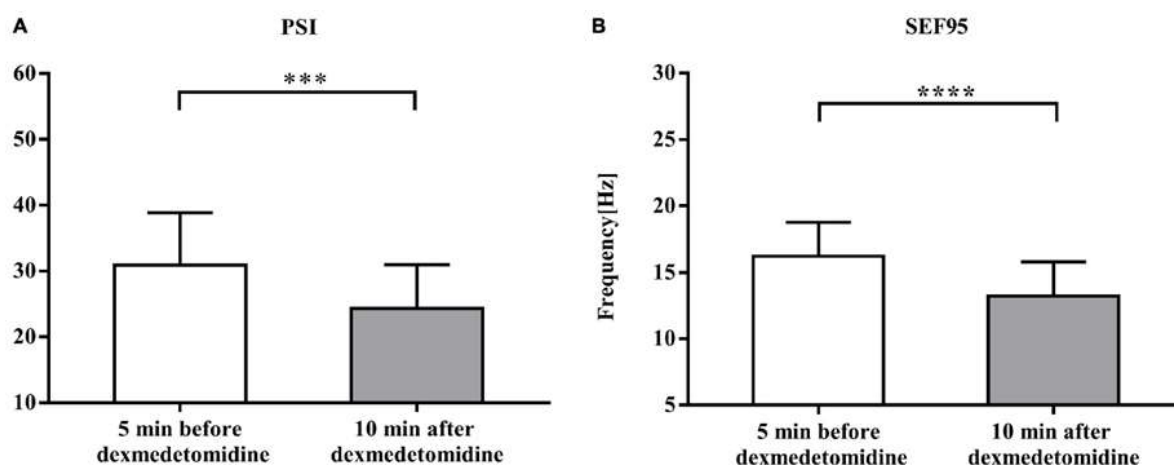 A
PSI
60
50
40
30
20
10
***
5 min before
dexmedetomidine
10 min after
dexmedetomidine
B
SEF95
Frequency[Hz]
30
25
20
15
10
5
****
5 min before
dexmedetomidine
10 min after
dexmedetomidine